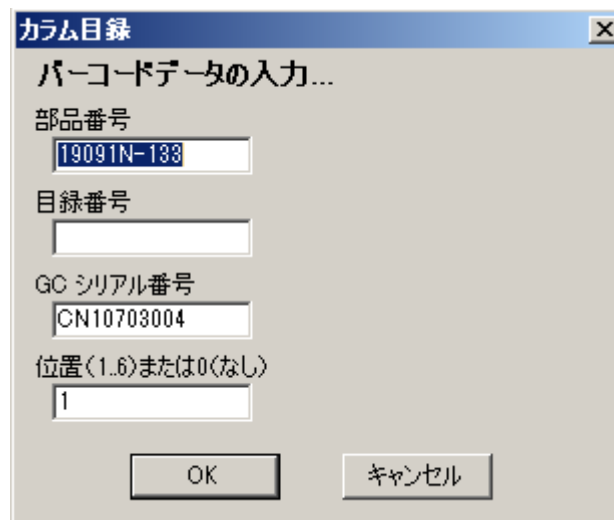 カラム目録
バーコードデータの入力...
部品番号
19091N-133
目録番号
GC シリアル番号
CN10703004
位置(1..6)または0(なし)
1
OK キャンセル